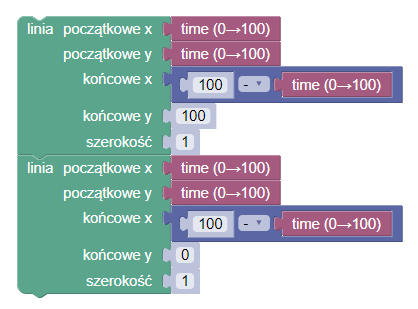 linia początkowe x time (0→100)
początkowe y time (0→100)
końcowe x 100 - time (0→100)
końcowe y 100
szerokość 1
linia początkowe x time (0→100)
początkowe y time (0→100)
końcowe x 100 - time (0→100)
końcowe y 0
szerokość 1